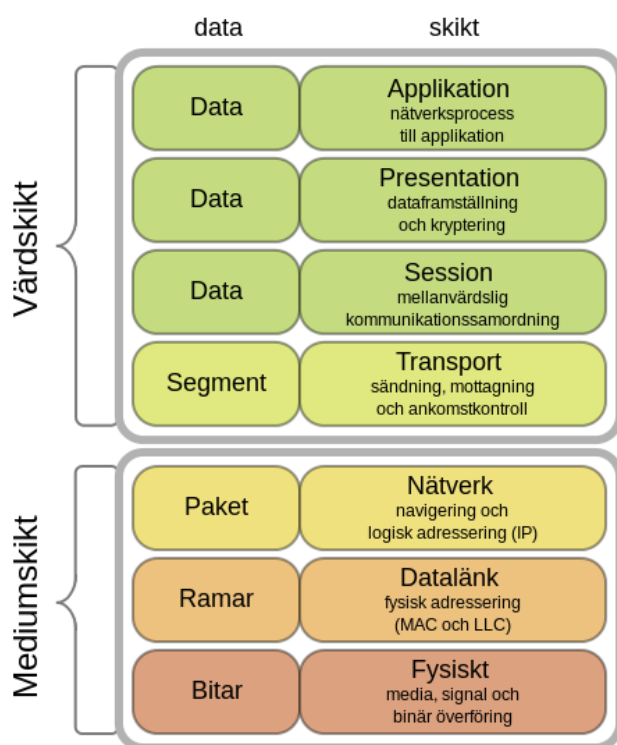 data skikt
Värdskikt
Data
Applikation
nätverksprocess
till applikation
Data
Presentation
dataframställning
och kryptering
Data
Session
mellanvärdslig
kommunikationssamordning
Segment
Transport
sändning, mottagning
och ankomstkontroll
Mediumskikt
Paket
Nätverk
navigering och
logisk adressering (IP)
Ramar
Datalänk
fysisk adressering
(MAC och LLC)
Bitar
Fysiskt
media, signal och
binär överföring